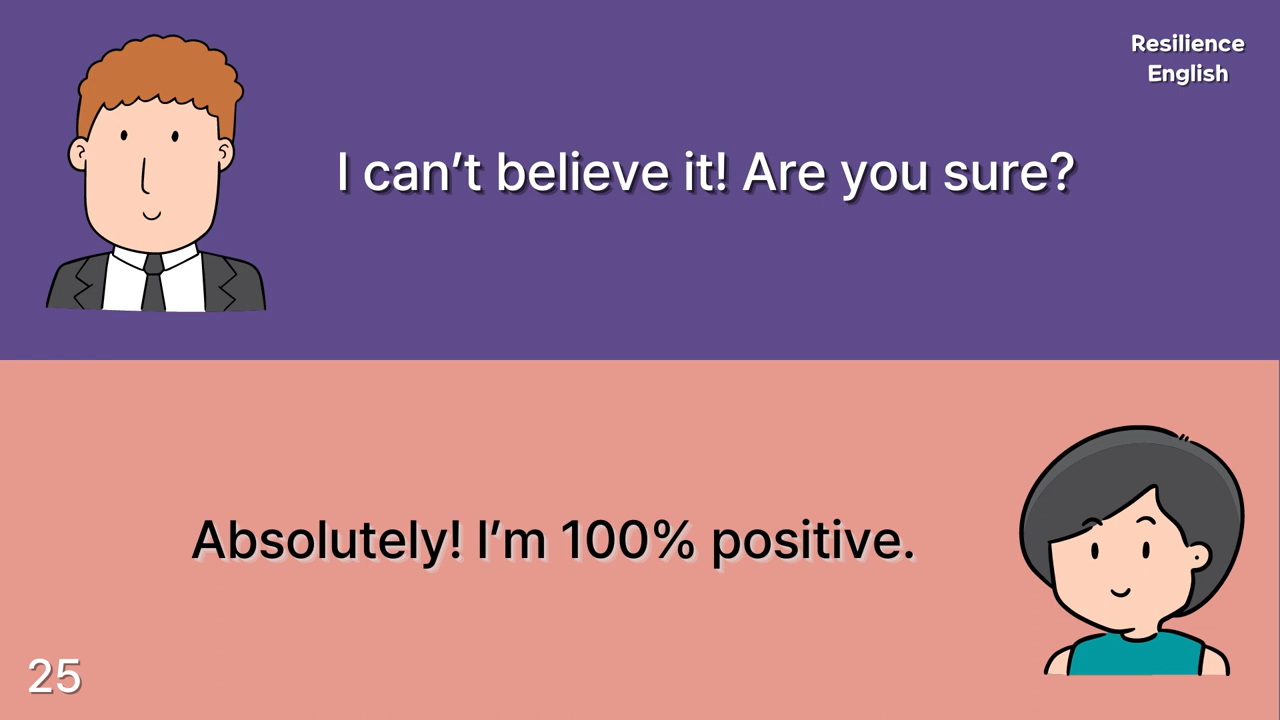 Resilience
English
I can’t believe it! Are you sure?
Absolutely! I’m 100% positive.
25